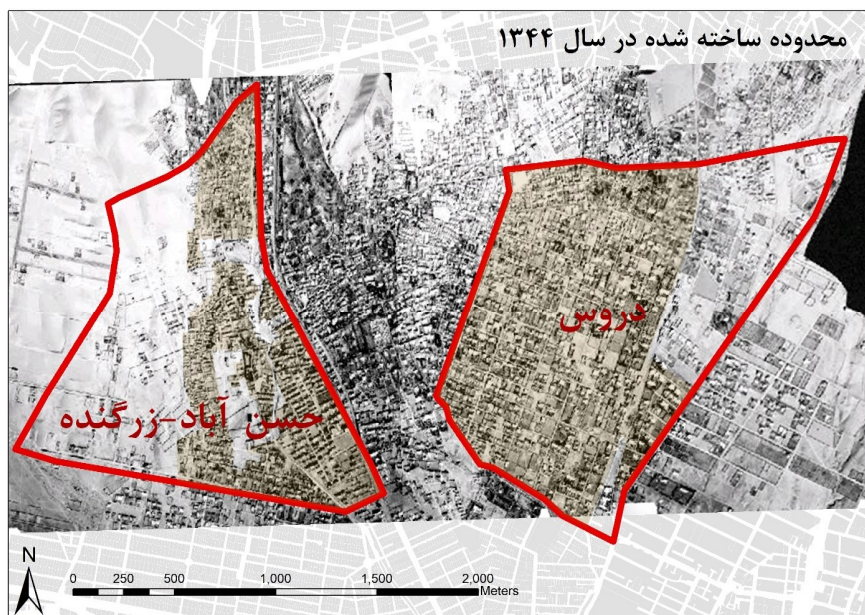 محدوده ساخته شده در سال ۱۳۴۴
دروس
حسن آباد-زرگنده
N
0 250 500 1,000 1,500 2,000
Meters